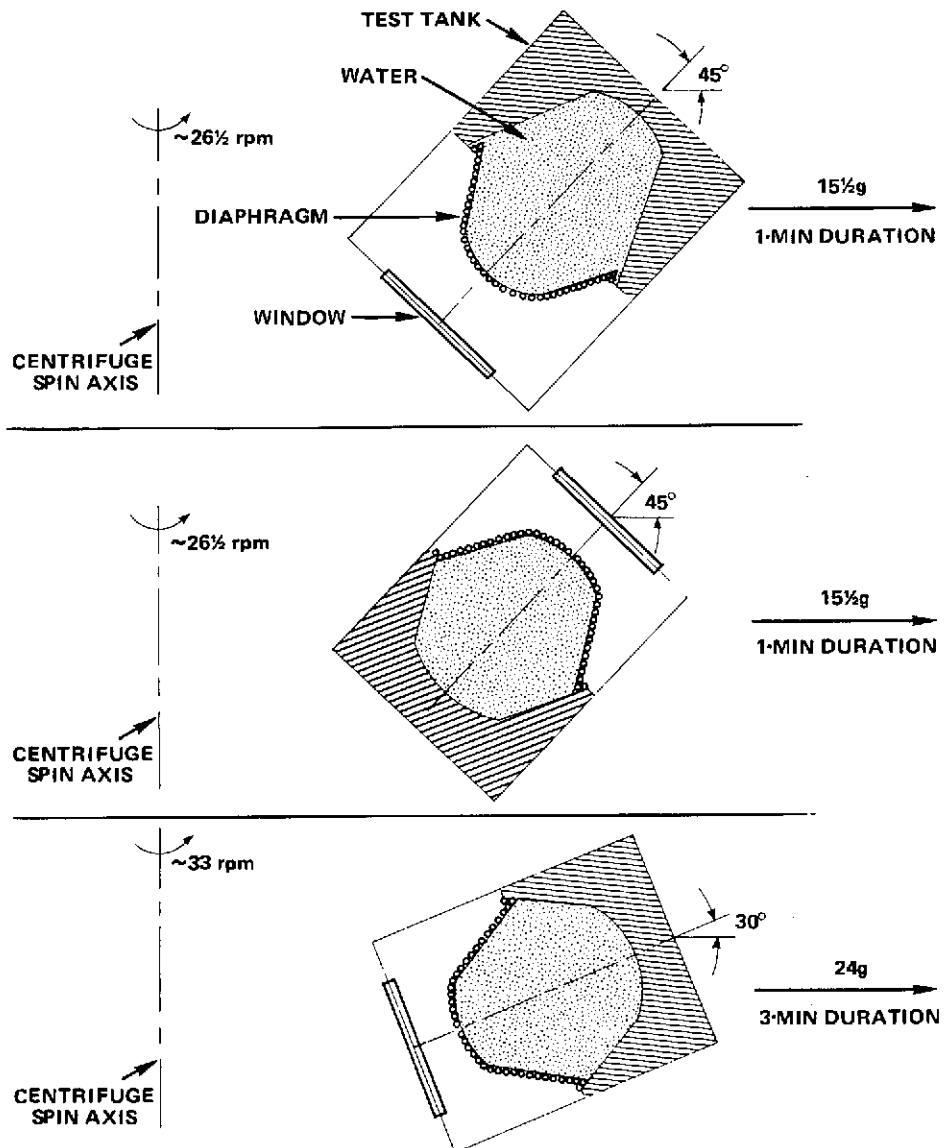 TEST TANK
45°
WATER
~26½ rpm
15½g
DIAPHRAGM
1-MIN DURATION
WINDOW
CENTRIFUGE
SPIN AXIS
45°
~26½ rpm
15½g
1-MIN DURATION
CENTRIFUGE
SPIN AXIS
~33 rpm
30°
24g
3-MIN DURATION
CENTRIFUGE
SPIN AXIS